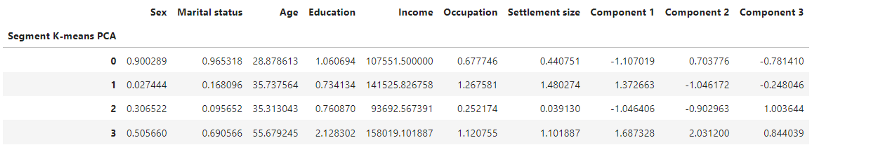 Sex Marital status Age Education Income Occupation Settlement size Component 1 Component 2 Component 3
Segment K-means PCA
0 0.900289 0.965318 28.878613 1.060694 107551.500000 0.677746 0.440751 -1.107019 0.703776 -0.781410
1 0.027444 0.168096 35.737564 0.734134 141525.826758 1.267581 1.480274 1.372663 -1.046172 -0.248046
2 0.306522 0.095652 35.313043 0.760870 93692.567391 0.252174 0.039130 -1.046406 -0.902963 1.003644
3 0.505660 0.690566 55.679245 2.128302 158019.101887 1.120755 1.101887 1.687328 2.031200 0.844039